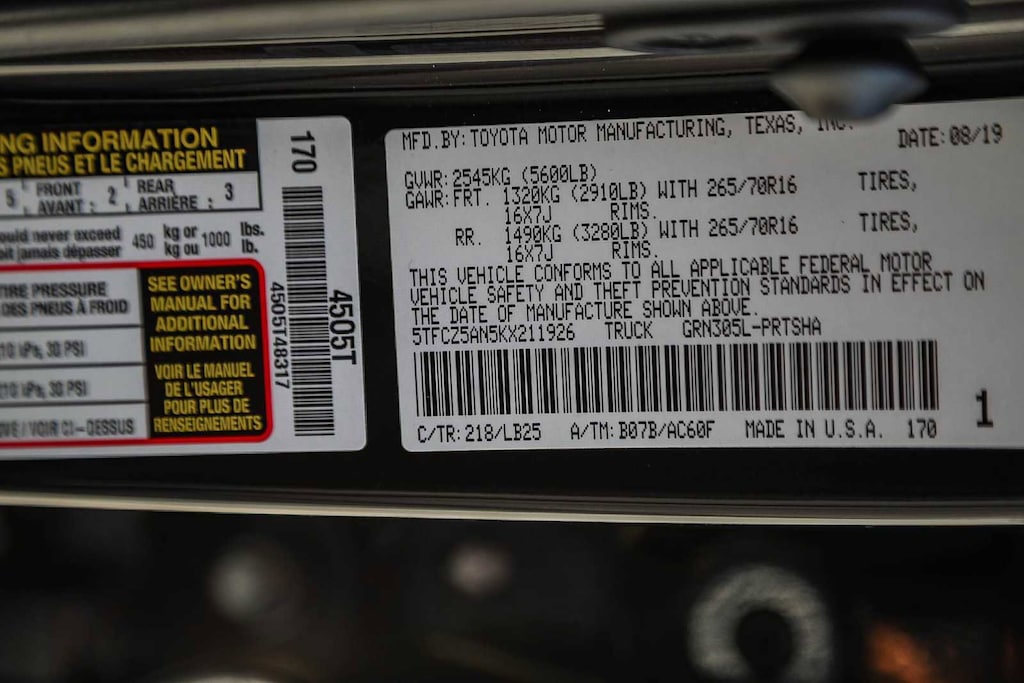 NG INFORMATION
S PNEUS ET LE CHARGEMENT
5 FRONT AVANT : 2 REAR ARRIÈRE : 3
ould never exceed 450 kg or 1000 lbs.
oit jamais dépasser kg ou lb.
TIRE PRESSURE
DES PNEUS À FROID
210 kPa, 30 PSI
210 kPa, 30 PSI
VOIR CI-DESSUS
SEE OWNER'S
MANUAL FOR
ADDITIONAL
INFORMATION
VOIR LE MANUEL
DE L'USAGER
POUR PLUS DE
RENSEIGNEMENTS
170
4505T48317
4505T
MFD.BY:TOYOTA MOTOR MANUFACTURING, TEXAS, INC.
DATE:08/19
GVWR:2545KG (5600LB)
GAWR:FRT. 1320KG (2910LB) WITH 265/70R16 TIRES,
16X7J RIMS.
RR. 1490KG (3280LB) WITH 265/70R16 TIRES,
16X7J RIMS.
THIS VEHICLE CONFORMS TO ALL APPLICABLE FEDERAL MOTOR
VEHICLE SAFETY AND THEFT PREVENTION STANDARDS IN EFFECT ON
THE DATE OF MANUFACTURE SHOWN ABOVE.
5TFCZ5AN5KX211926 TRUCK GRN305L-PRTSHA
C/TR:218/LB25 A/TM:B07B/AC60F MADE IN U.S.A. 170
1